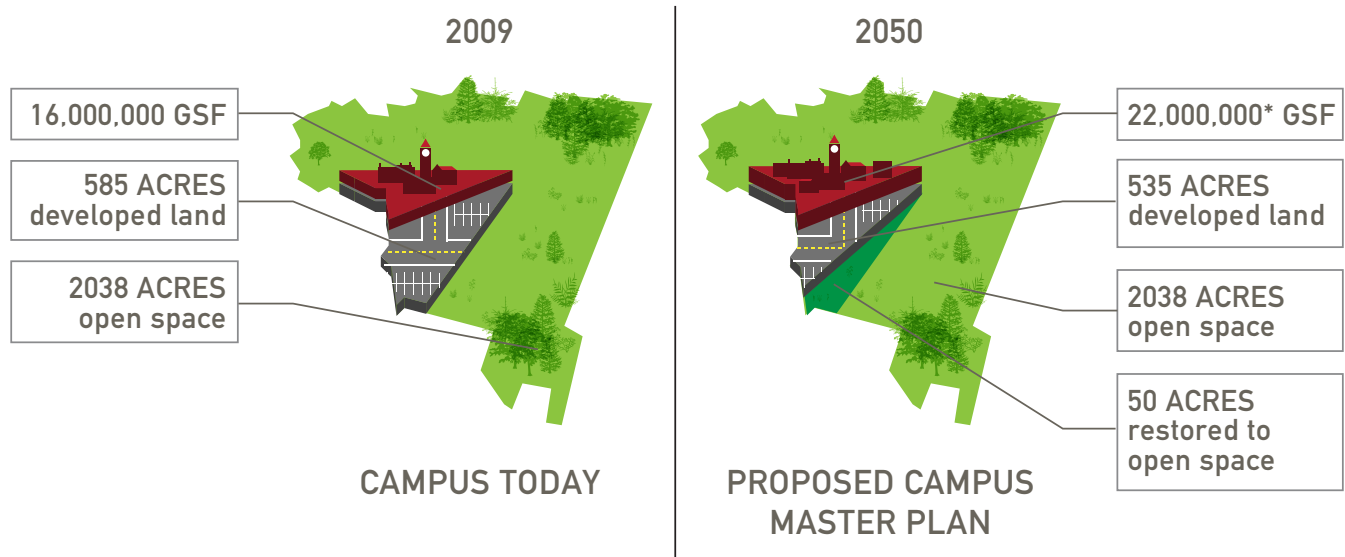 2009
16,000,000 GSF
585 ACRES
developed land
2038 ACRES
open space
CAMPUS TODAY
2050
22,000,000* GSF
535 ACRES
developed land
2038 ACRES
open space
50 ACRES
restored to
open space
PROPOSED CAMPUS
MASTER PLAN